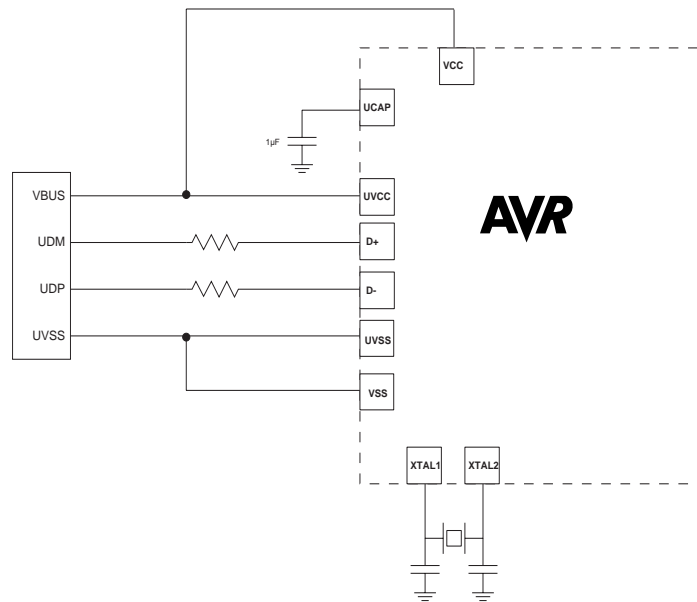 VCC
UCAP
1µF
VBUS
UVCC
AVR
UDM
D+
UDP
D-
UVSS
UVSS
VSS
XTAL1
XTAL2